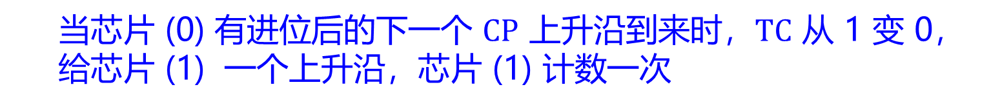 当芯片 (0) 有进位后的下一个 CP 上升沿到来时，TC 从 1 变 0，
给芯片 (1) 一个上升沿，芯片 (1) 计数一次